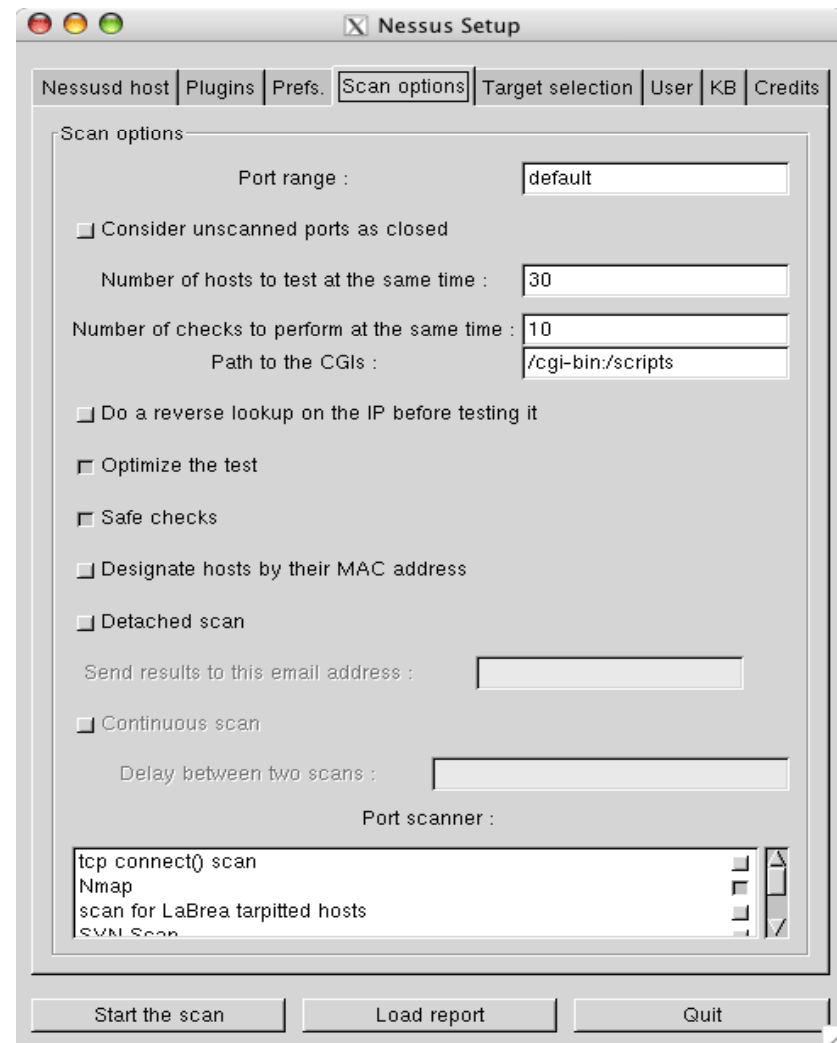 Nessus Setup
Nessusd host Plugins Prefs. Scan options Target selection User KB Credits
Scan options
Port range : default
Consider unscanned ports as closed
Number of hosts to test at the same time : 30
Number of checks to perform at the same time : 10
Path to the CGIs : /cgi-bin:/scripts
Do a reverse lookup on the IP before testing it
Optimize the test
Safe checks
Designate hosts by their MAC address
Detached scan
Send results to this email address :
Continuous scan
Delay between two scans :
Port scanner :
tcp connect() scan
Nmap
scan for LaBrea tarpitted hosts
SYN Scan
Start the scan Load report Quit